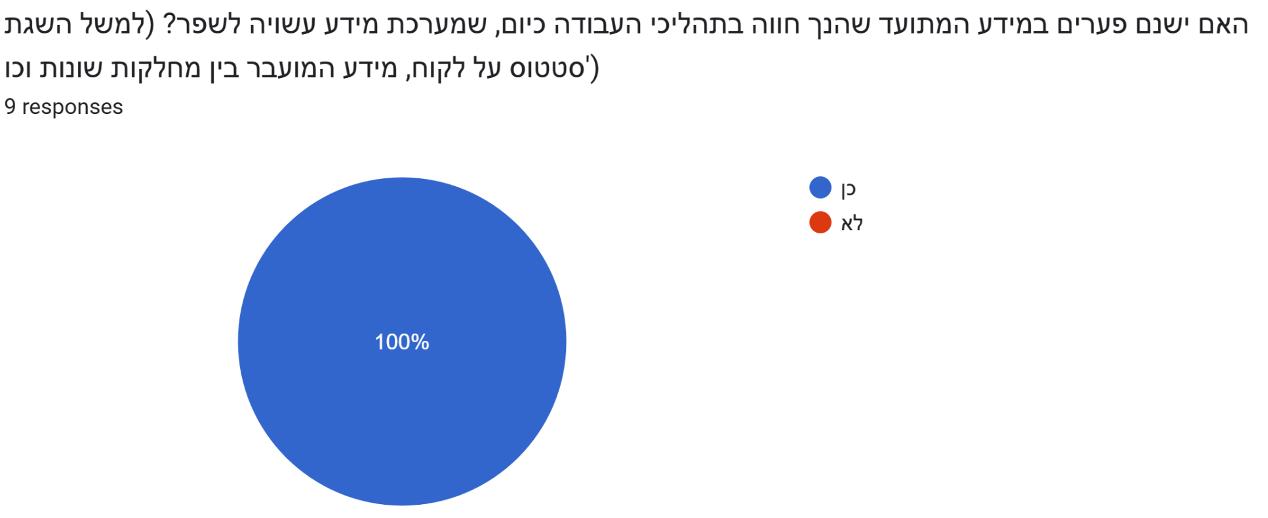 האם ישנם פערים במידע המתועד שהנך חווה בתהליכי העבודה כיום, שמערכת מידע עשויה לשפר? (למשל השגת
סטטוס על לקוח, מידע המועבר בין מחלקות שונות וכו')
9 responses
כן
לא
100%